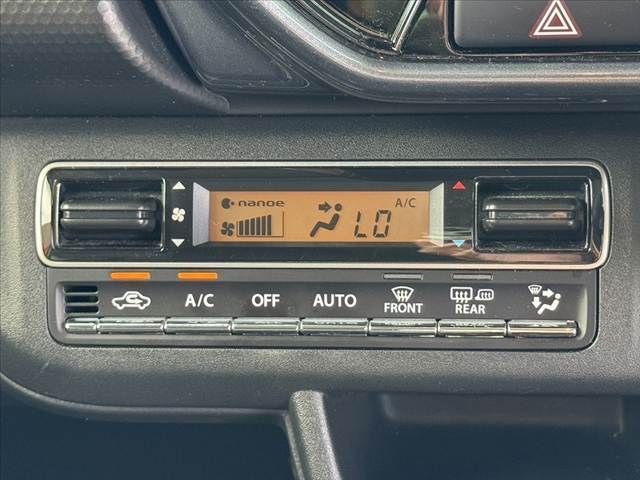 nanoe
A/C
LO
A/C
OFF
AUTO
FRONT
REAR